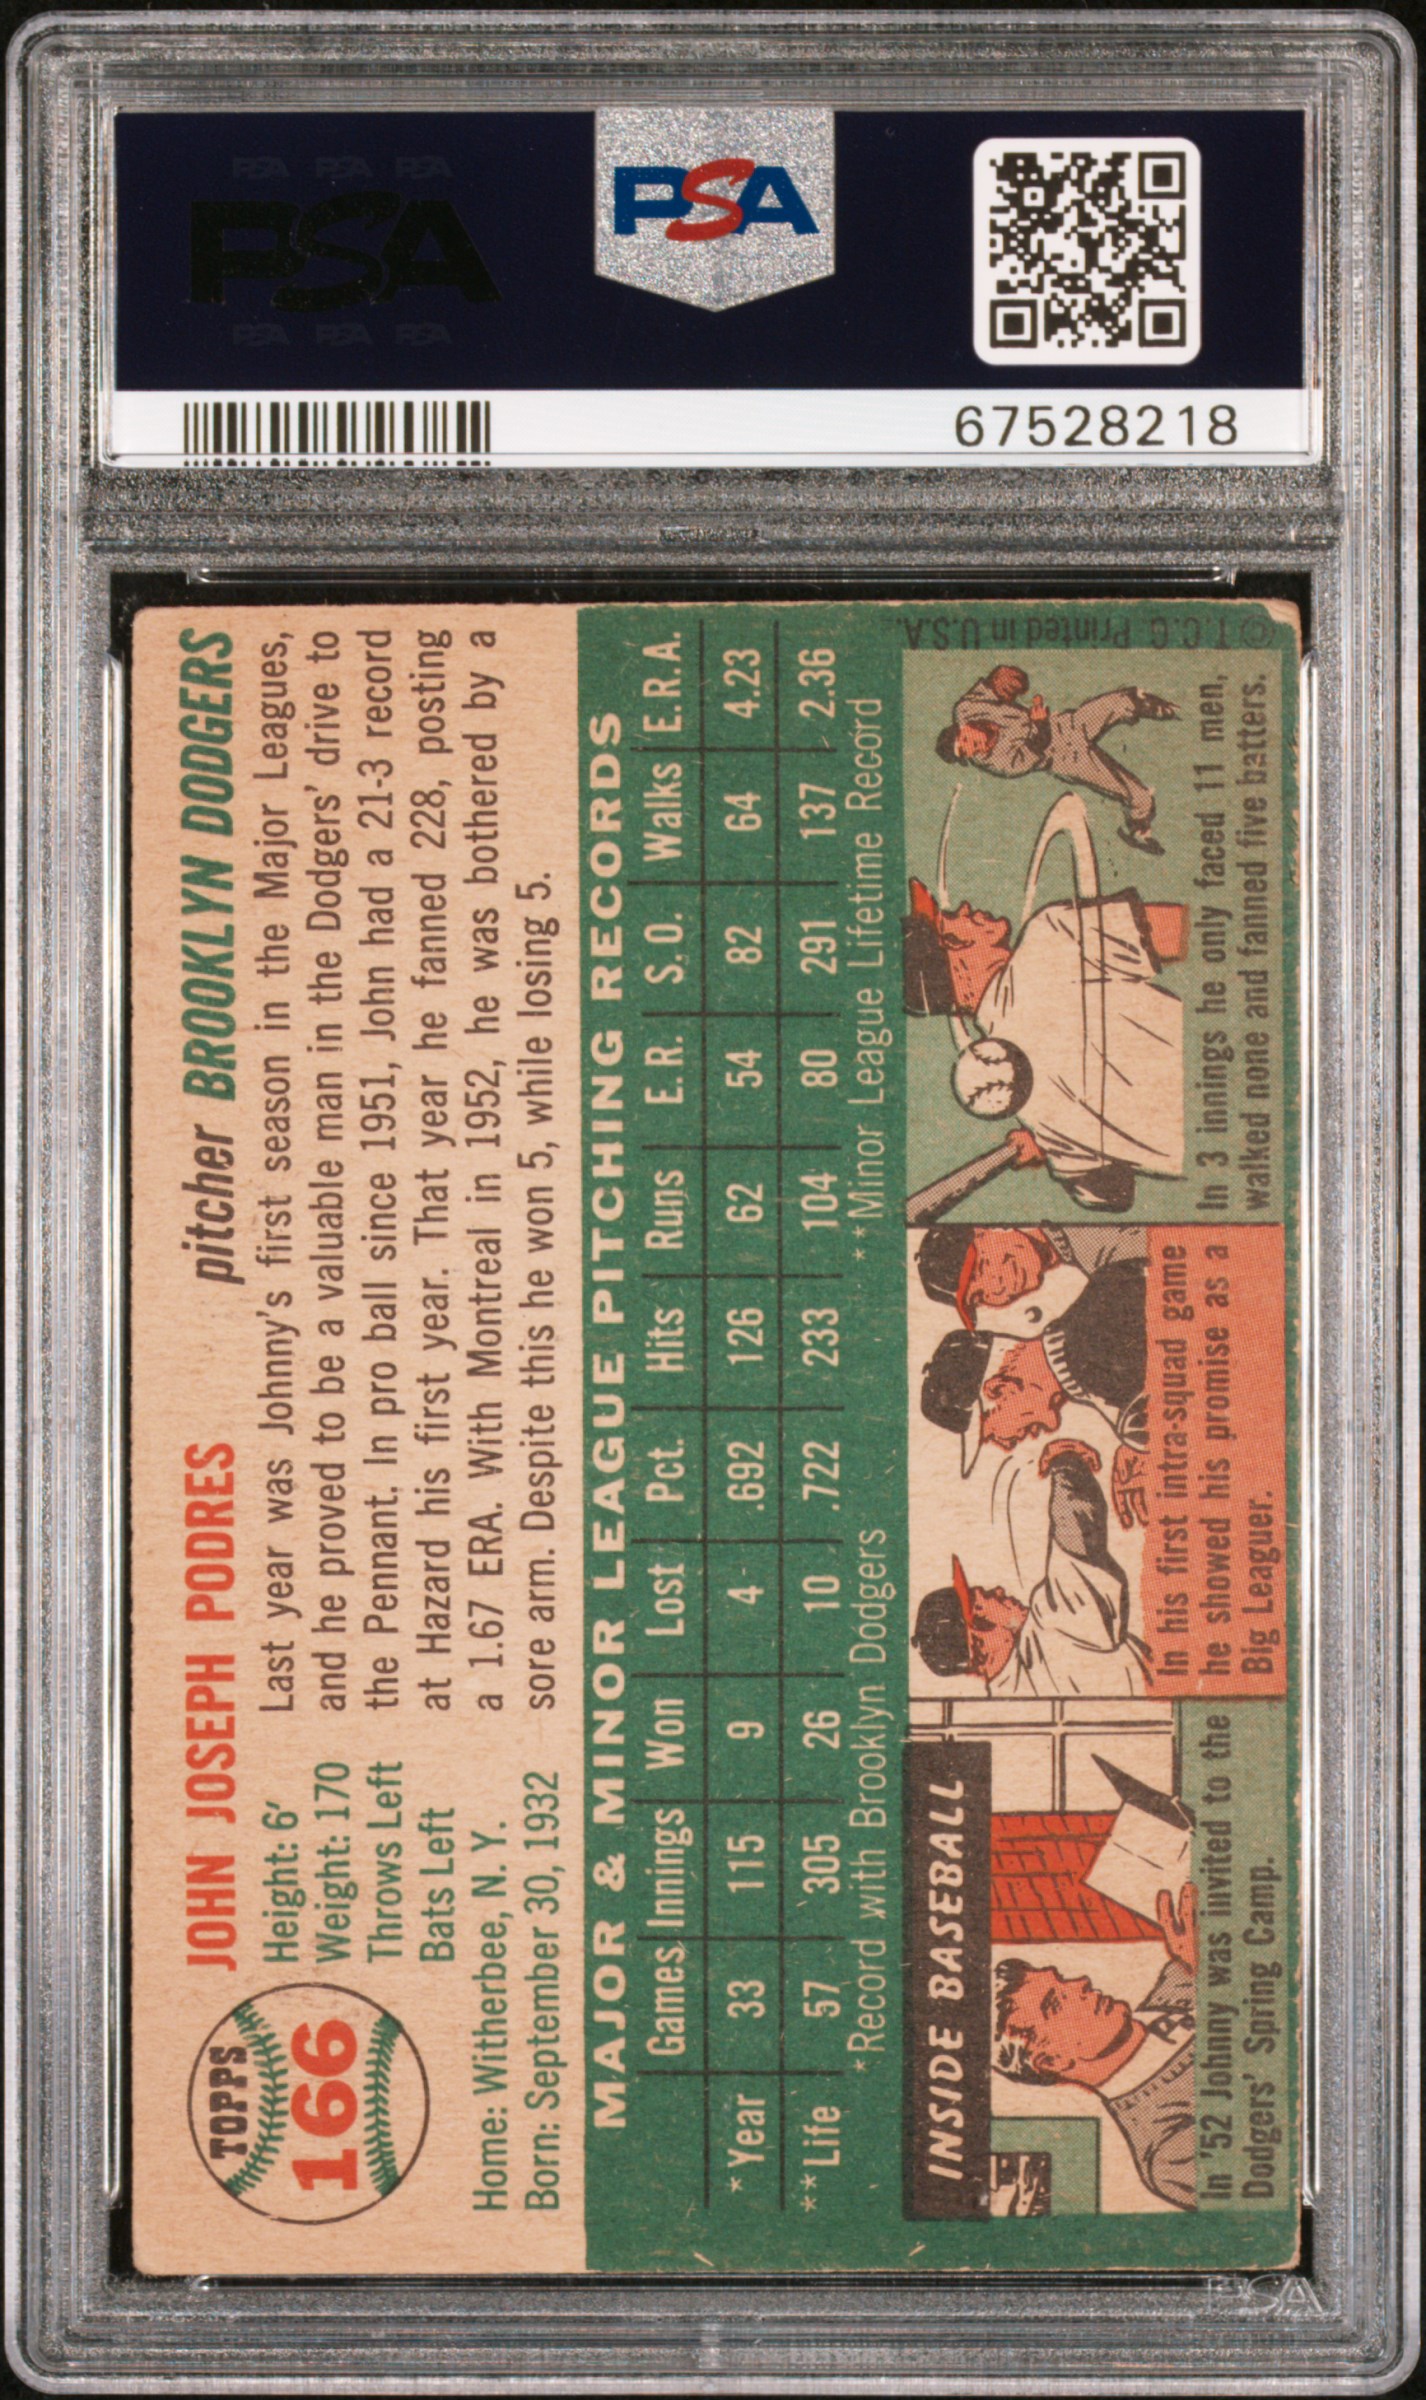 PSA PSA PSA
PSA
PSA PSA PSA
PSA
67528218
TOPPS
166
JOHN JOSEPH PODRES pitcher BROOKLYN DODGERS
Height: 6'
Weight: 170
Throws Left
Bats Left
Home: Witherbee, N. Y.
Born: September 30, 1932
Last year was Johnny's first season in the Major Leagues,
and he proved to be a valuable man in the Dodgers' drive to
the Pennant. In pro ball since 1951, John had a 21-3 record
at Hazard his first year. That year he fanned 228, posting
a 1.67 ERA. With Montreal in 1952, he was bothered by a
sore arm. Despite this he won 5, while losing 5.
MAJOR & MINOR LEAGUE PITCHING RECORDS
Games Innings Won Lost Pct. Hits Runs E.R. S.O. Walks E.R.A.
*Year 33 115 9 4 .692 126 62 54 82 64 4.23
**Life 57 305 26 10 .722 233 104 80 291 137 2.36
*Record with Brooklyn Dodgers **Minor League Lifetime Record
INSIDE BASEBALL
In '52 Johnny was invited to the
Dodgers' Spring Camp.
In his first intra-squad game
he showed his promise as a
Big Leaguer.
In 3 innings he only faced 11 men,
walked none and fanned five batters.
©T.C.G. Printed in U.S.A.
PSA